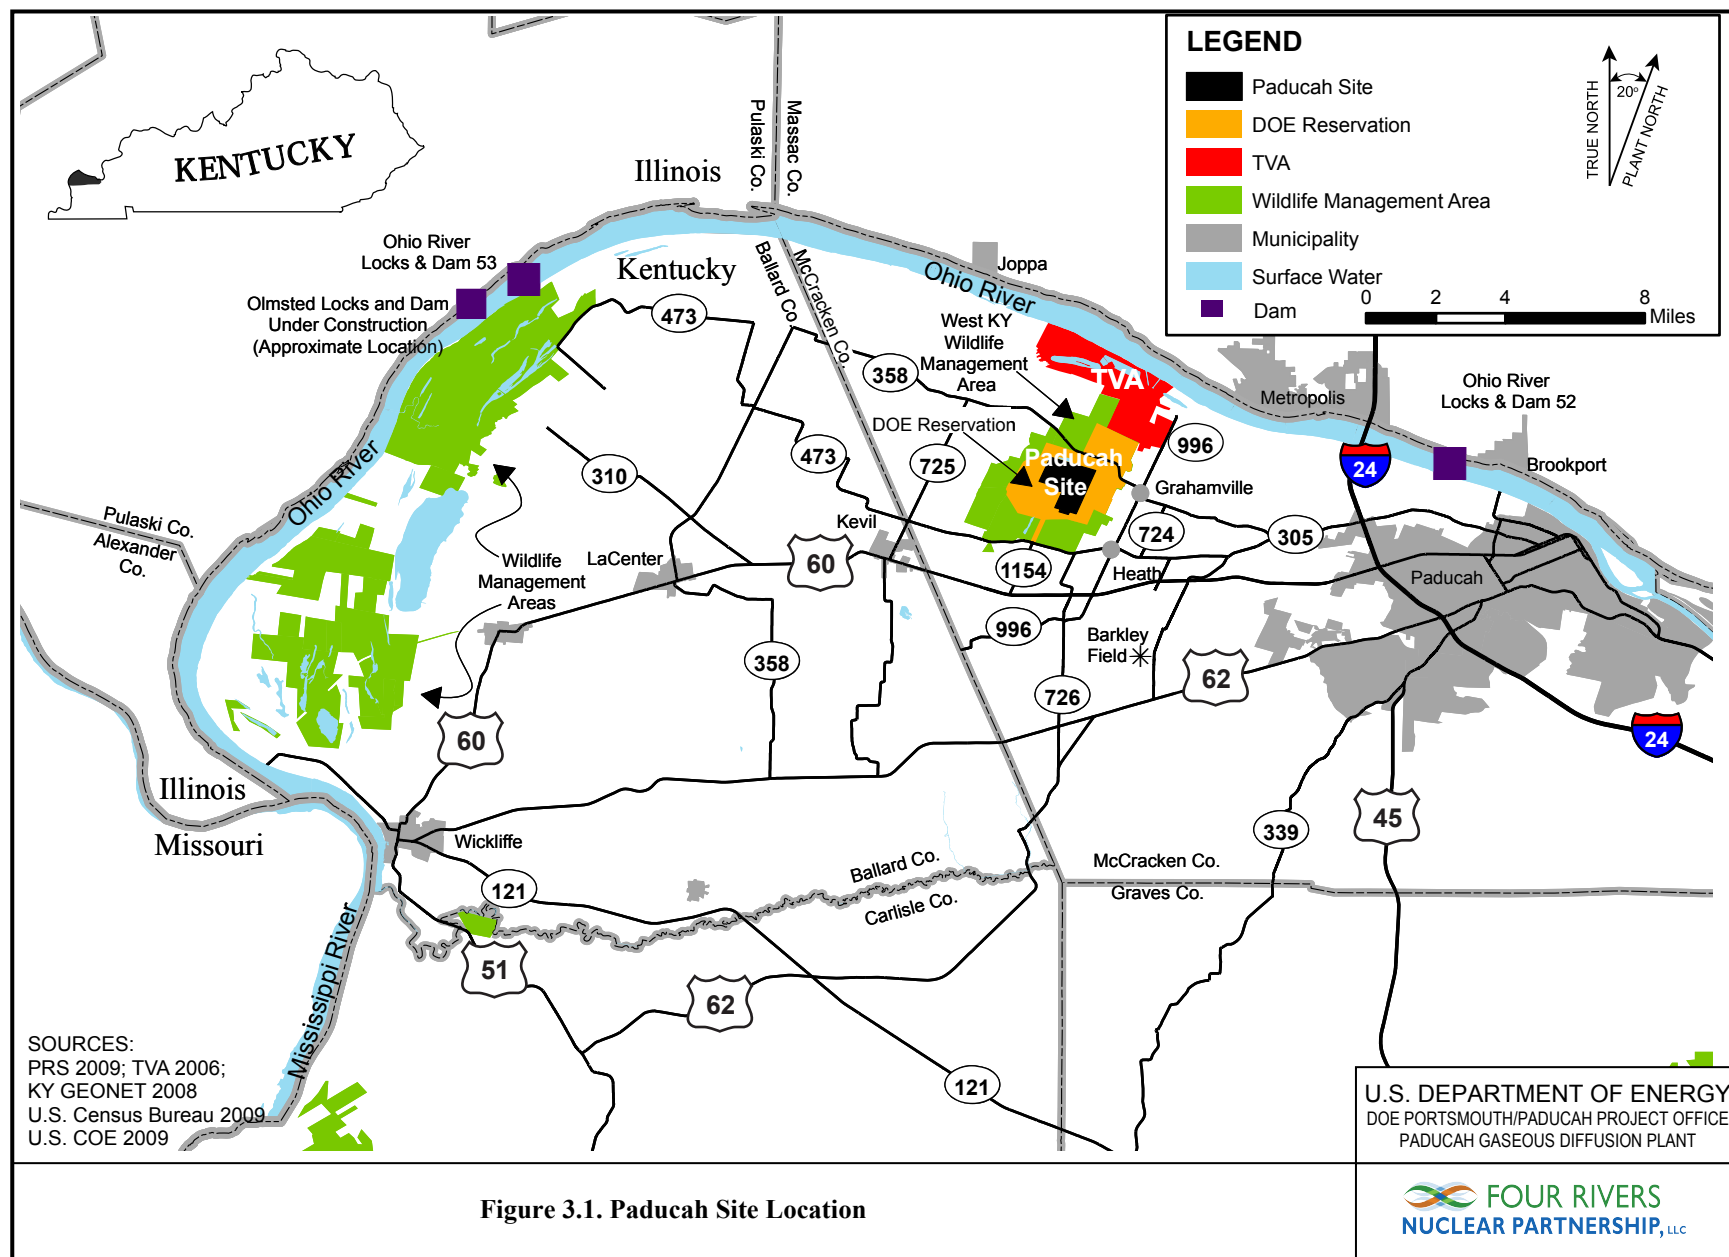 LEGEND
Paducah Site
DOE Reservation
TVA
Wildlife Management Area
Municipality
Surface Water
Dam
0
2
4
8
Miles
TRUE NORTH
20°
PLANT NORTH
KENTUCKY
Illinois
Pulaski Co.
Massac Co.
Ohio River
Locks & Dam 53
Olmsted Locks and Dam
Under Construction
(Approximate Location)
Kentucky
Ballard Co.
McCracken Co.
Ohio River
Joppa
West KY
Wildlife
Management
Area
TVA
473
358
Metropolis
Ohio River
Locks & Dam 52
DOE Reservation
996
Paducah
Site
473
725
310
24
Brookport
Grahamville
Ohio River
Kevil
724
305
Pulaski Co.
Alexander
Co.
Wildlife
Management
Areas
LaCenter
60
1154
Heath
Paducah
996
Barkley
Field
358
62
726
60
24
Illinois
Missouri
Wickliffe
45
339
Ballard Co.
Carlisle Co.
McCracken Co.
Graves Co.
121
Mississippi River
51
62
121
SOURCES:
PRS 2009; TVA 2006;
KY GEONET 2008
U.S. Census Bureau 2009
U.S. COE 2009
U.S. DEPARTMENT OF ENERGY
DOE PORTSMOUTH/PADUCAH PROJECT OFFICE
PADUCAH GASEOUS DIFFUSION PLANT
Figure 3.1. Paducah Site Location
FOUR RIVERS
NUCLEAR PARTNERSHIP, LLC